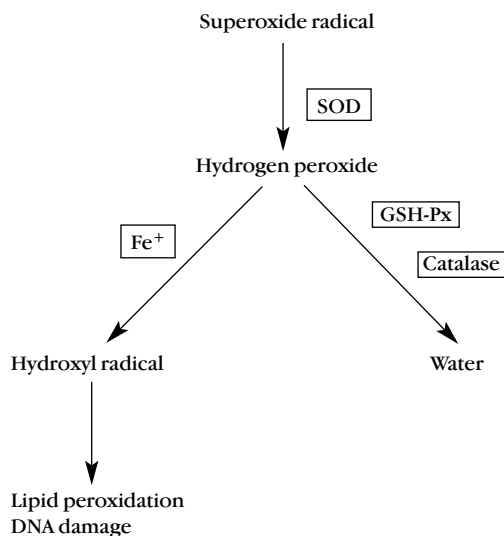 Superoxide radical
SOD
Hydrogen peroxide
GSH-Px
Fe⁺
Catalase
Hydroxyl radical
Water
Lipid peroxidation
DNA damage